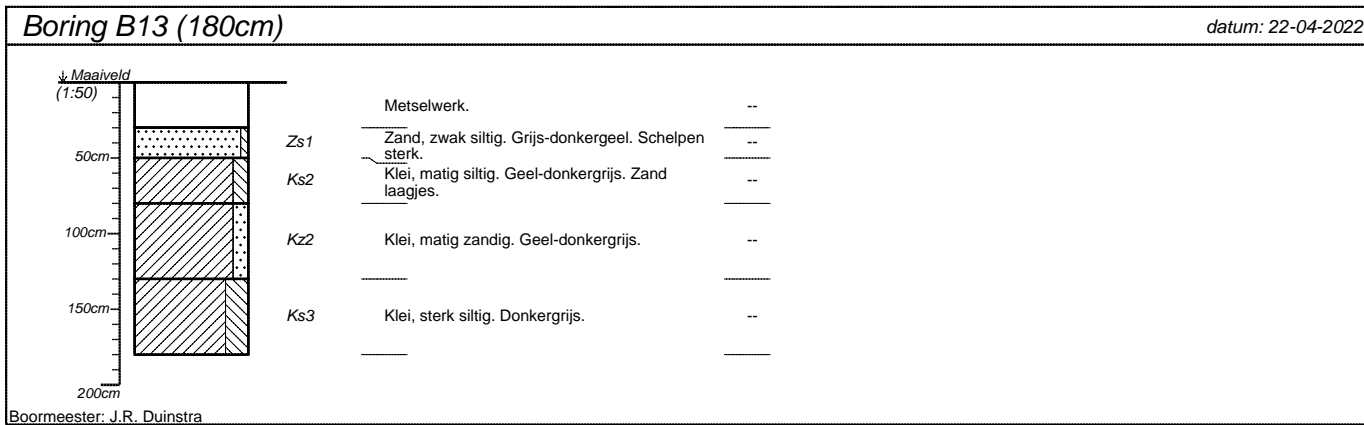 Boring B13 (180cm)
datum: 22-04-2022
Maaiveld
(1:50)
Metselwerk.
--
Zs1
Zand, zwak siltig. Grijs-donkergeel. Schelpen
sterk.
--
50cm
Ks2
Klei, matig siltig. Geel-donkergrijs. Zand
laagjes.
--
100cm
Kz2
Klei, matig zandig. Geel-donkergrijs.
--
150cm
Ks3
Klei, sterk siltig. Donkergrijs.
--
200cm
Boormeester: J.R. Duinstra